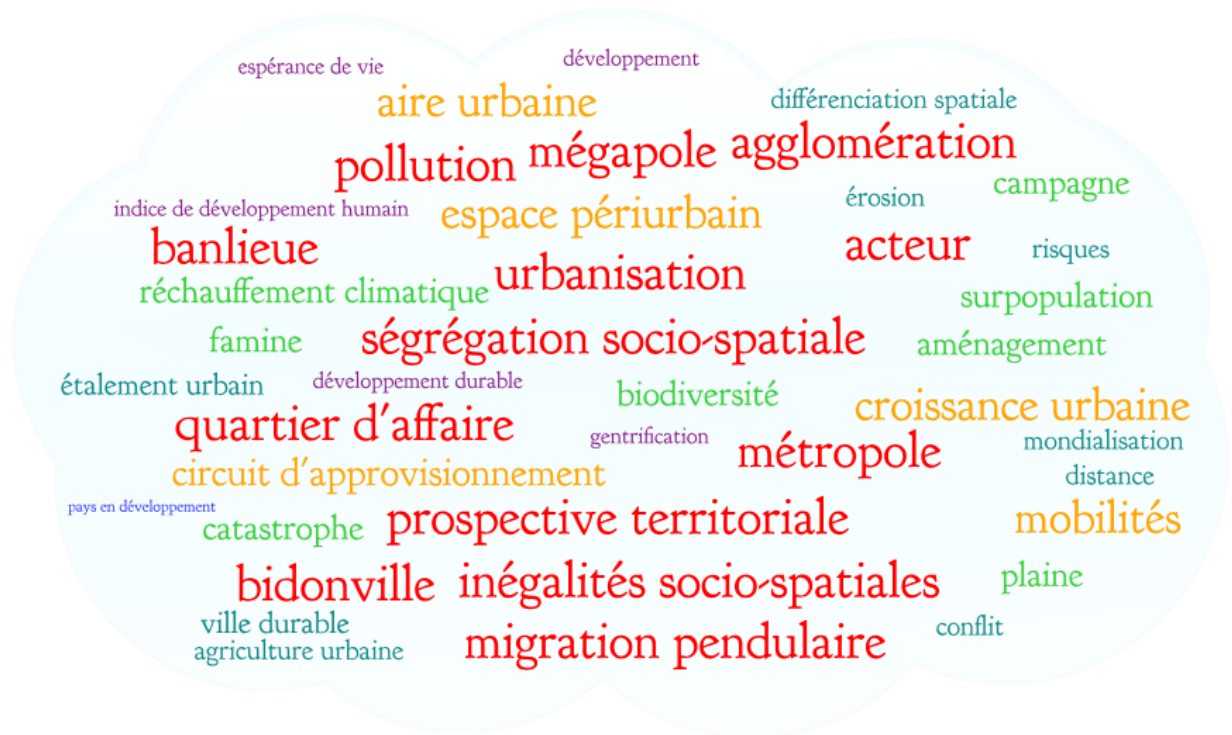 espérance de vie
développement
aire urbaine
différenciation spatiale
pollution
mégapole
agglomération
campagne
indice de développement humain
espace périurbain
érosion
banlieue
urbanisation
acteur
risques
réchauffement climatique
surpopulation
famine
ségrégation socio-spatiale
aménagement
étalement urbain
développement durable
biodiversité
croissance urbaine
quartier d'affaire
gentrification
métropole
mondialisation
circuit d'approvisionnement
distance
pays en développement
catastrophe
prospective territoriale
mobilités
bidonville
inégalités socio-spatiales
plaine
ville durable
agriculture urbaine
migration pendulaire
conflit